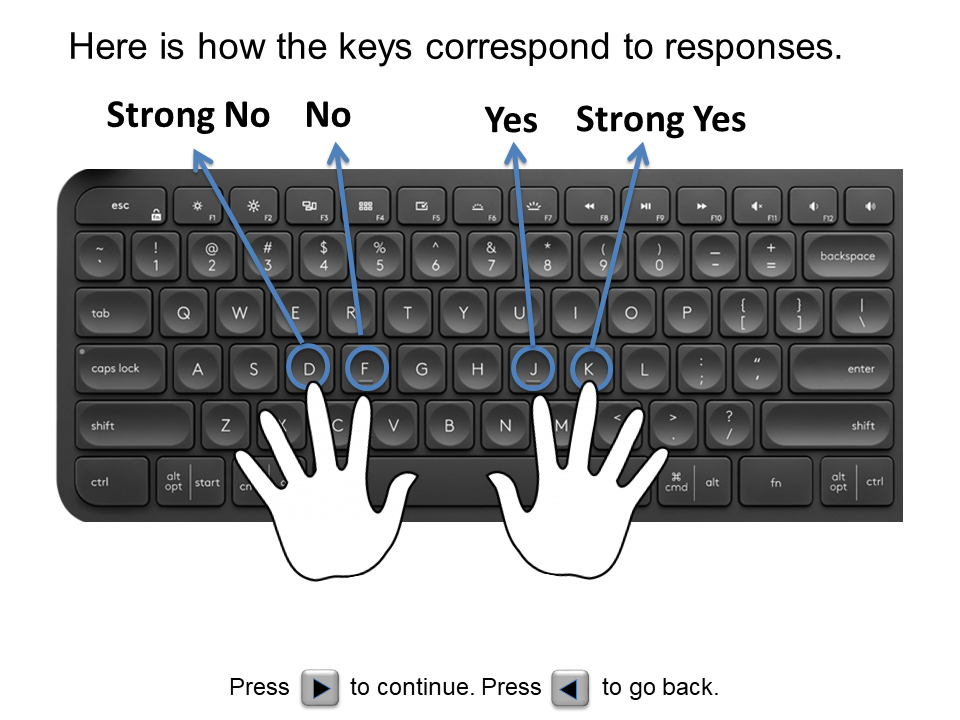 Here is how the keys correspond to responses.
Strong No No Yes Strong Yes
esc fn F1 F2 F3 F4 F5 F6 F7 F8 F9 F10 F11 F12
~ ` ! 1 @ 2 # 3 $ 4 % 5 ^ 6 & 7 * 8 ( 9 ) 0 _ - + = backspace
tab Q W E R T Y U I O P { [ } ] | \
caps lock A S D F G H J K L : ; " ' enter
shift Z X C V B N M < > . ? / shift
ctrl alt opt start cmd alt fn alt opt ctrl
Press to continue. Press to go back.